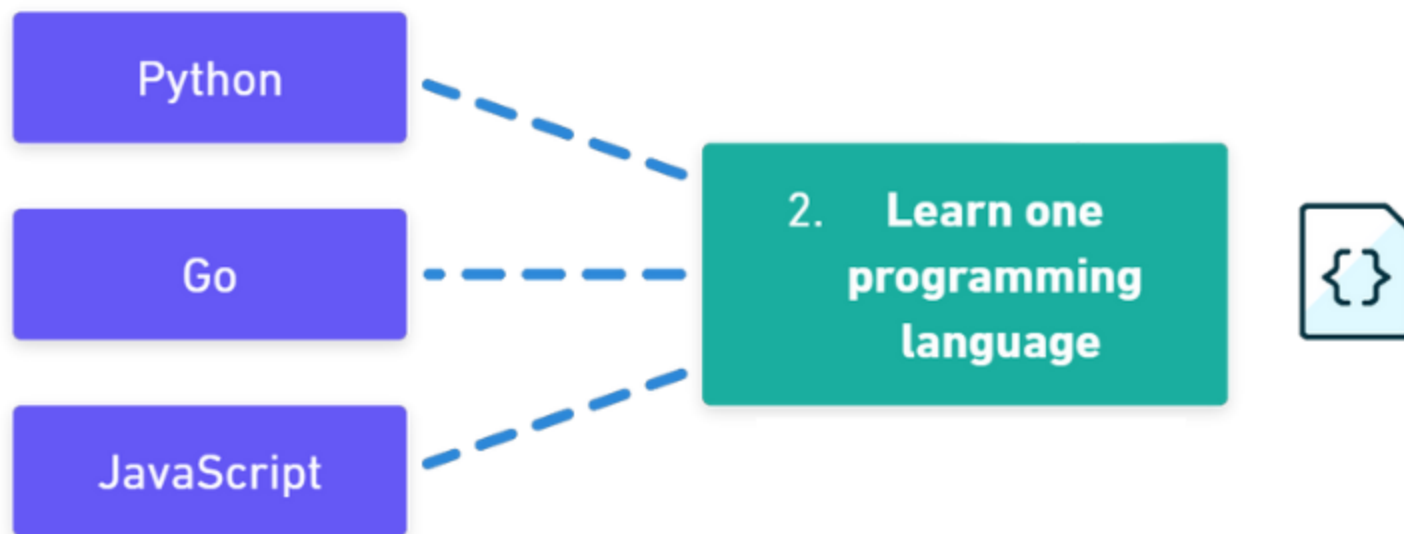 Python
Go
JavaScript
2. Learn one
programming
language
{}